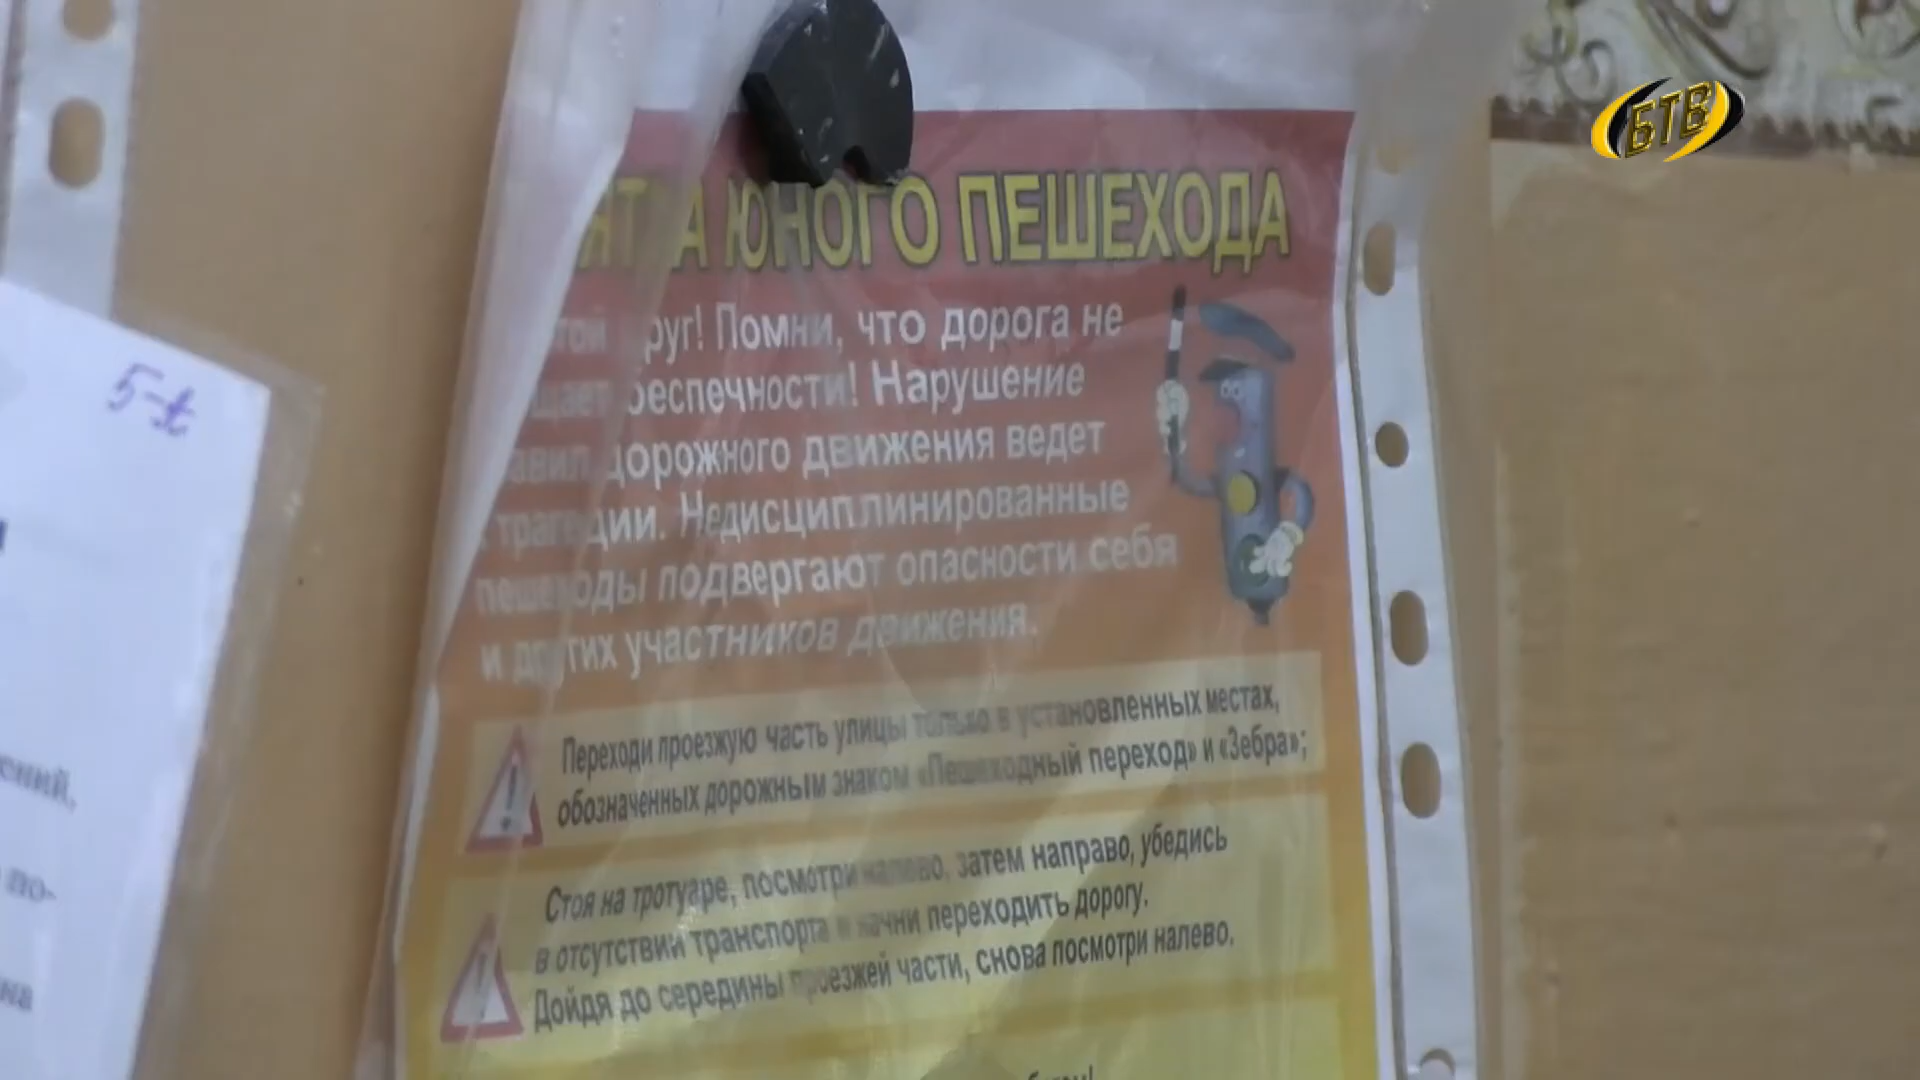 БТВ
ЮНОГО ПЕШЕХОДА
Помни, что дорога не
беспечности! Нарушение
дорожного движения ведет
трагедии. Недисциплинированные
пешеходы подвергают опасности себя
и других участников движения.
Переходи проезжую часть улицы только в установленных местах,
обозначенных дорожным знаком «Пешеходный переход» и «Зебра»;
Стоя на тротуаре, посмотри налево, затем направо, убедись
в отсутствии транспорта и начни переходить дорогу.
Дойдя до середины проезжей части, снова посмотри налево.